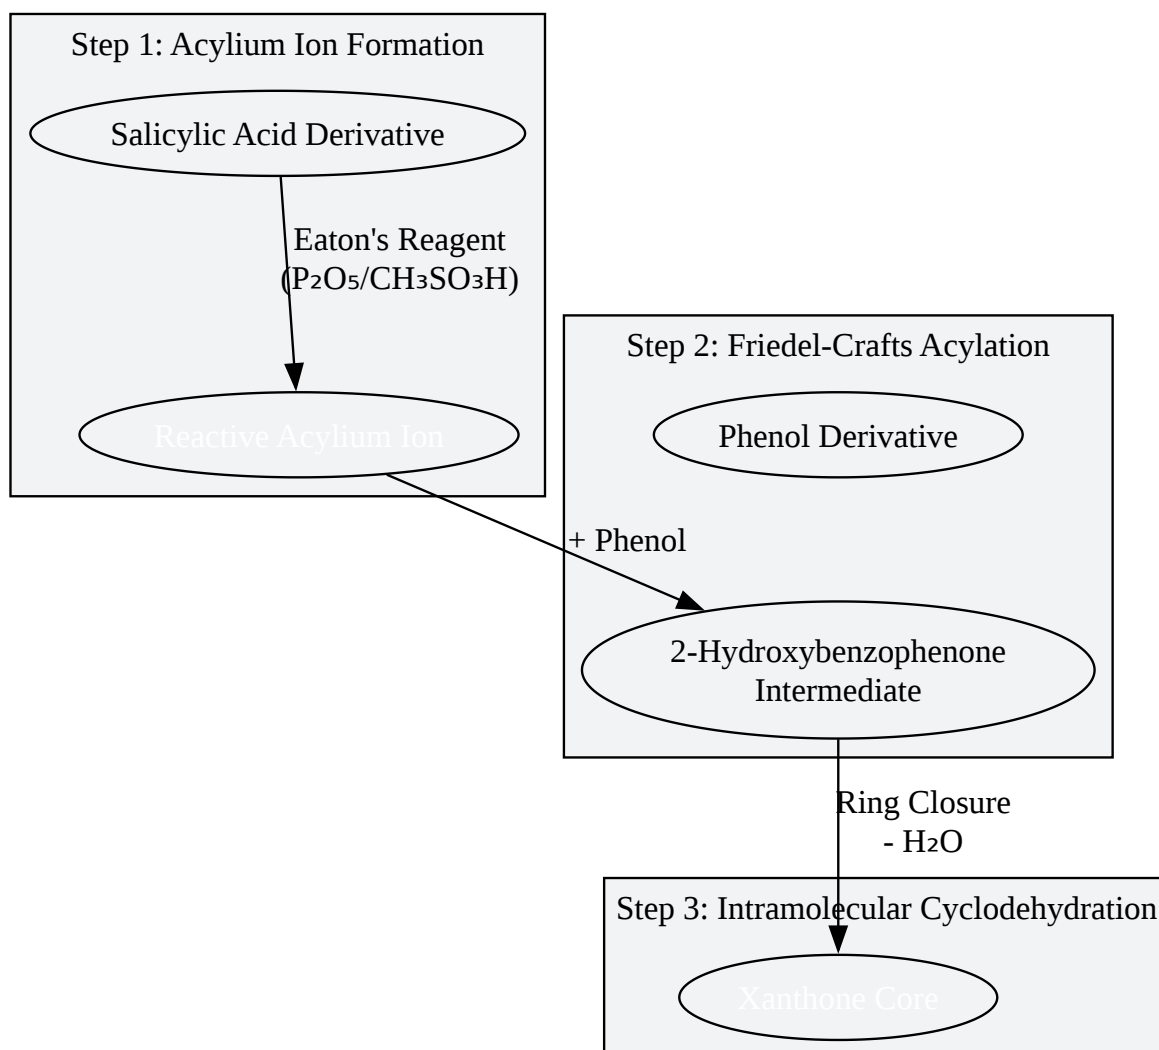 Step 1: Acylium Ion Formation
Salicylic Acid Derivative
Eaton's Reagent
(P₂O₅/CH₃SO₃H)
Reactive Acylium Ion
Step 2: Friedel-Crafts Acylation
Phenol Derivative
+ Phenol
2-Hydroxybenzophenone
Intermediate
Ring Closure
- H₂O
Step 3: Intramolecular Cyclodehydration
Xanthone Core